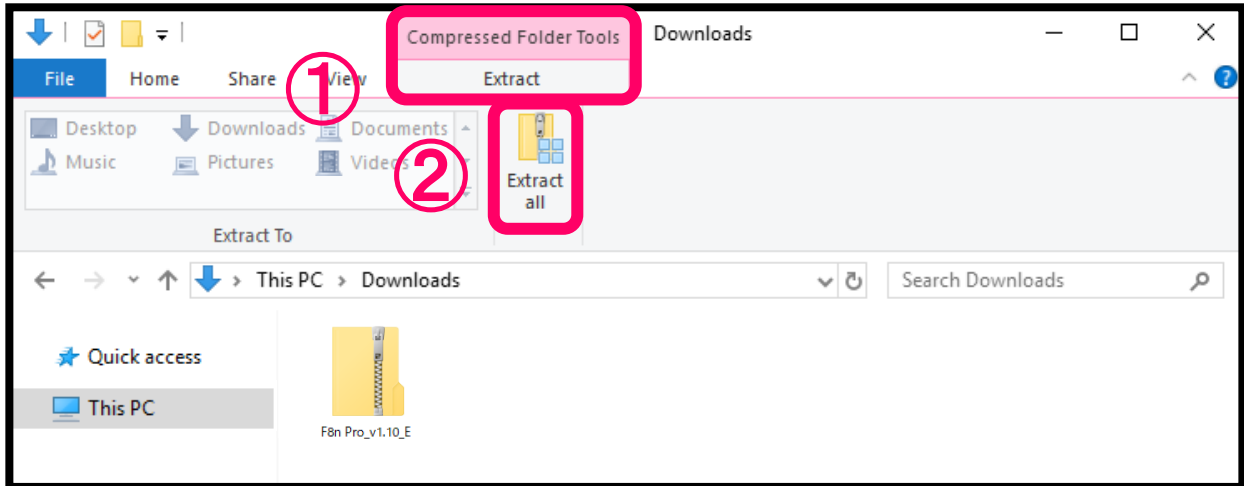 Compressed Folder Tools
Downloads
File Home Share View Extract
①
Desktop Downloads Documents
Music Pictures Videos
②
Extract
all
Extract To
This PC > Downloads
Search Downloads
Quick access
This PC
F8n Pro_v1.10_E